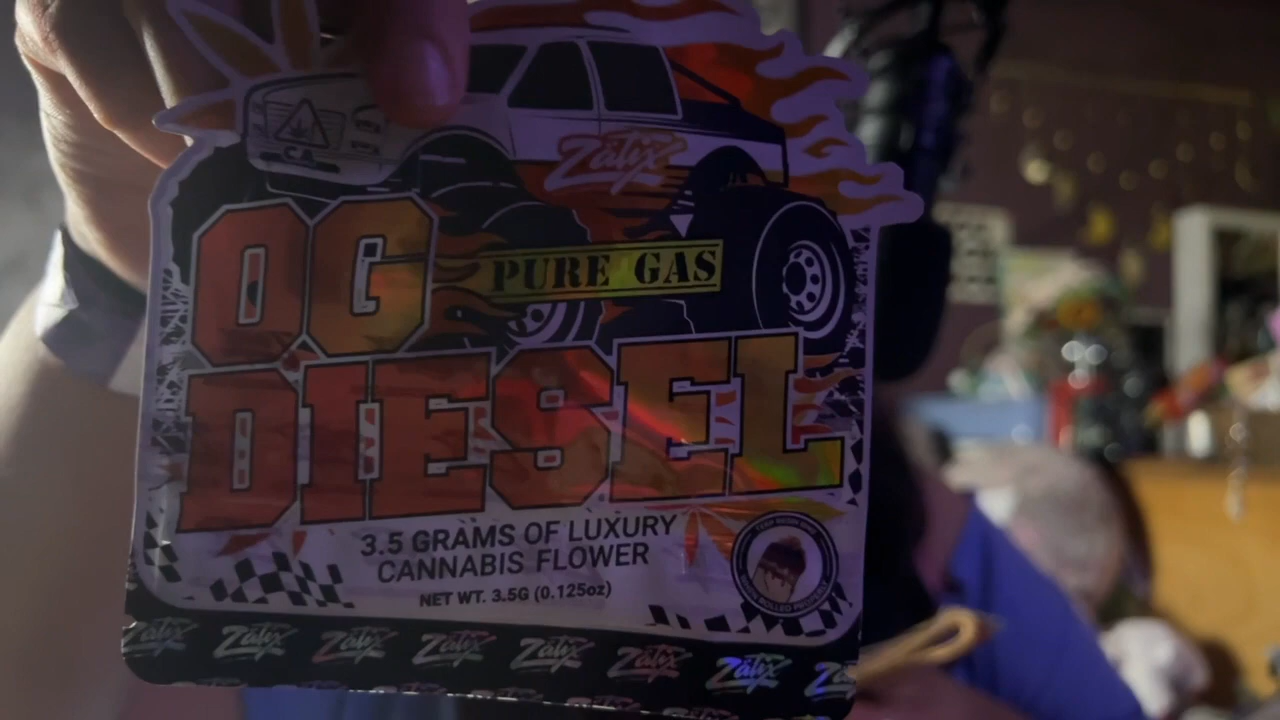 CA
Zatix
OG
PURE GAS
DIESEL
3.5 GRAMS OF LUXURY
CANNABIS FLOWER
NET WT. 3.5G (0.125oz)
Zatix Zatix Zatix Zatix Zatix Zatix Zatix